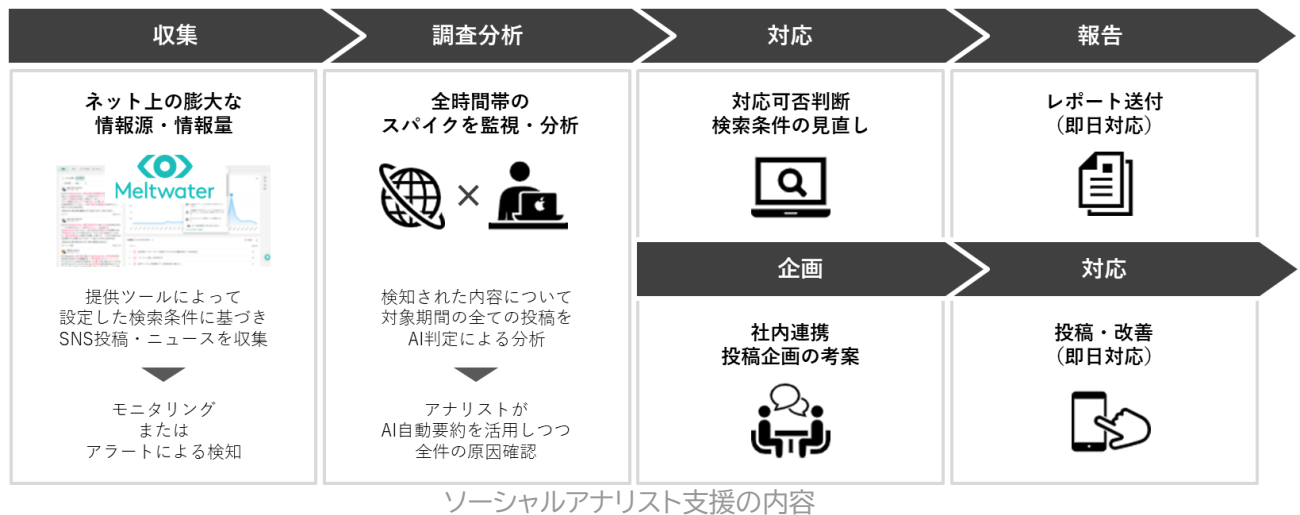 収集
調査分析
対応
報告
ネット上の膨大な
情報源・情報量
Meltwater
提供ツールによって
設定した検索条件に基づき
SNS投稿・ニュースを収集
モニタリング
または
アラートによる検知
全時間帯の
スパイクを監視・分析
×
検知された内容について
対象期間の全ての投稿を
AI判定による分析
アナリストが
AI自動要約を活用しつつ
全件の原因確認
対応可否判断
検索条件の見直し
レポート送付
（即日対応）
企画
対応
社内連携
投稿企画の考案
投稿・改善
（即日対応）
ソーシャルアナリスト支援の内容